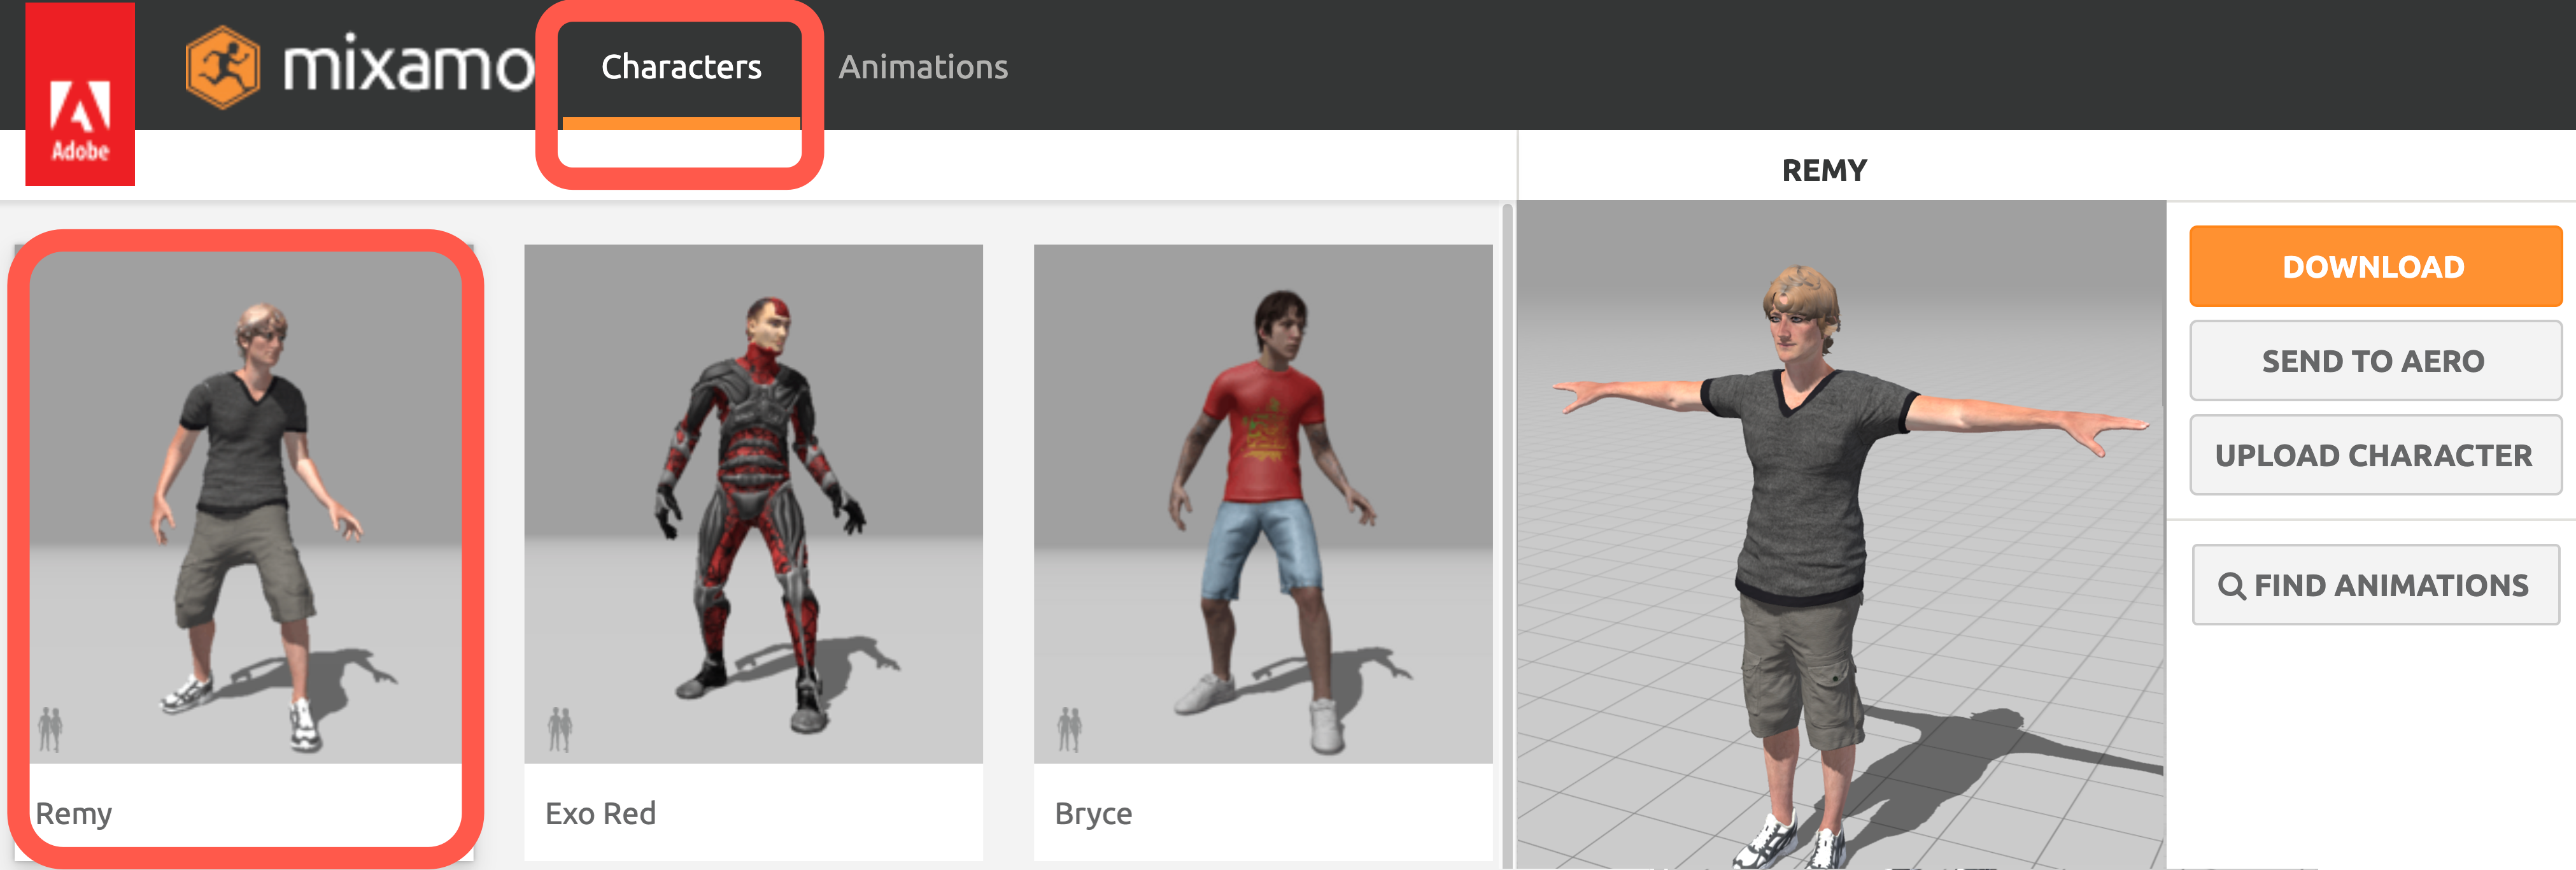 Adobe
mixamo
Characters
Animations
REMY
DOWNLOAD
SEND TO AERO
UPLOAD CHARACTER
FIND ANIMATIONS
Remy
Exo Red
Bryce